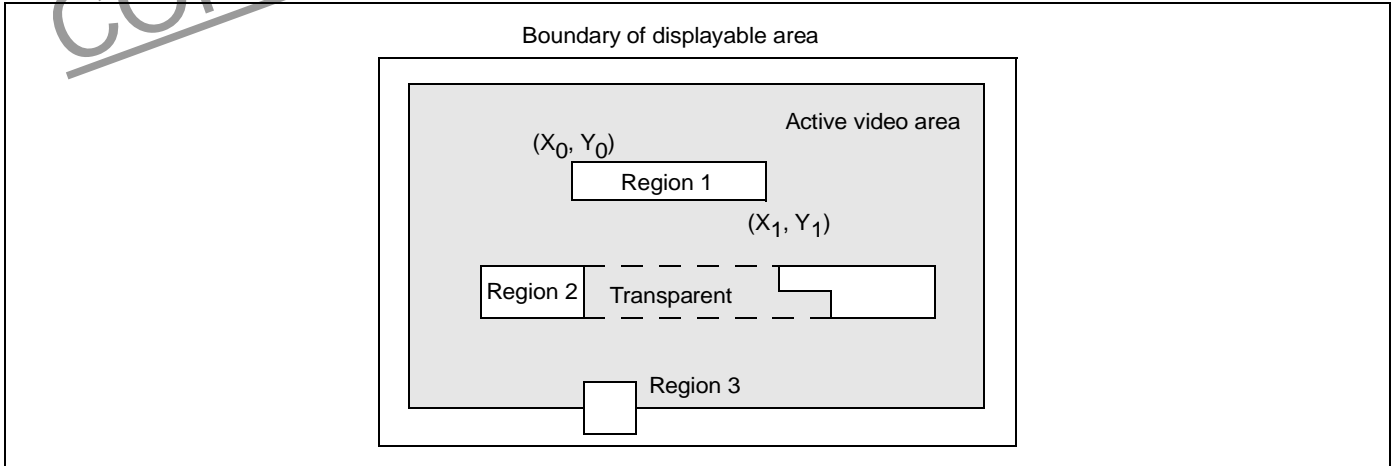 Boundary of displayable area
Active video area
(X0, Y0)
Region 1
(X1, Y1)
Region 2
Transparent
Region 3